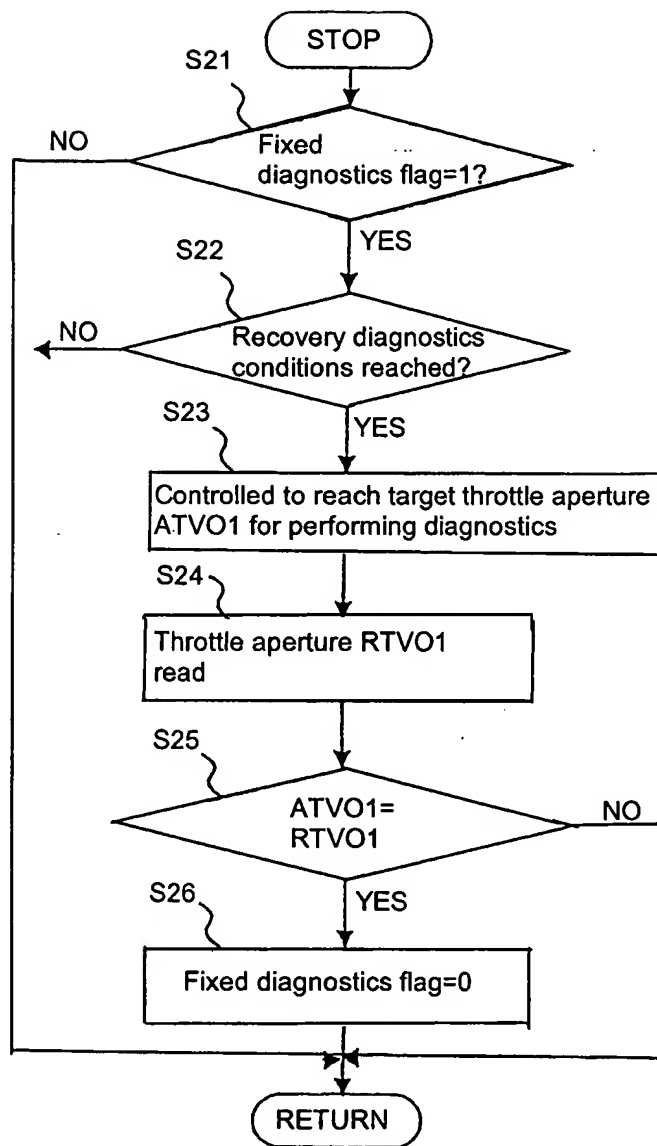 STOP
S21
NO
Fixed
diagnostics flag=1?
YES
S22
NO
Recovery diagnostics
conditions reached?
S23
YES
Controlled to reach target throttle aperture
ATVO1 for performing diagnostics
S24
Throttle aperture RTVO1
read
S25
ATVO1=
RTVO1
NO
S26
YES
Fixed diagnostics flag=0
RETURN